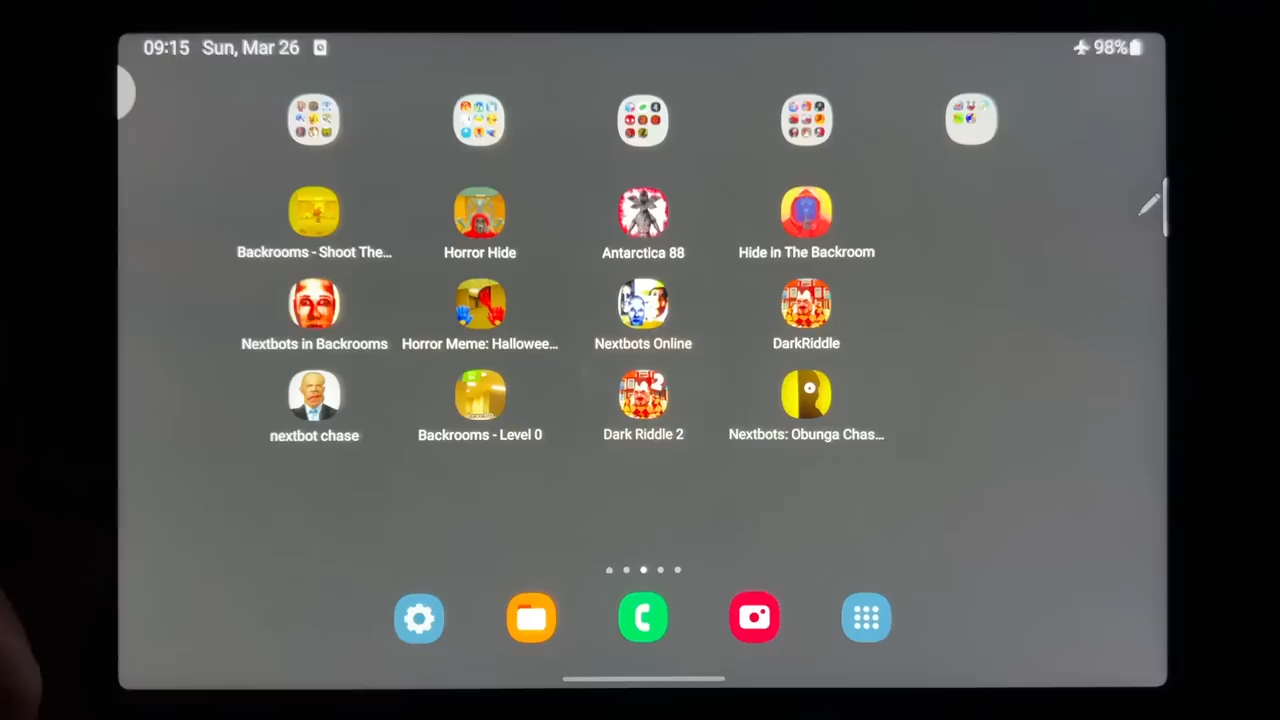 09:15 Sun, Mar 26
98%
Backrooms - Shoot The...
Horror Hide
Antarctica 88
Hide in The Backroom
Nextbots in Backrooms
Horror Meme: Hallowee...
Nextbots Online
DarkRiddle
2
nextbot chase
Backrooms - Level 0
Dark Riddle 2
Nextbots: Obunga Chas...